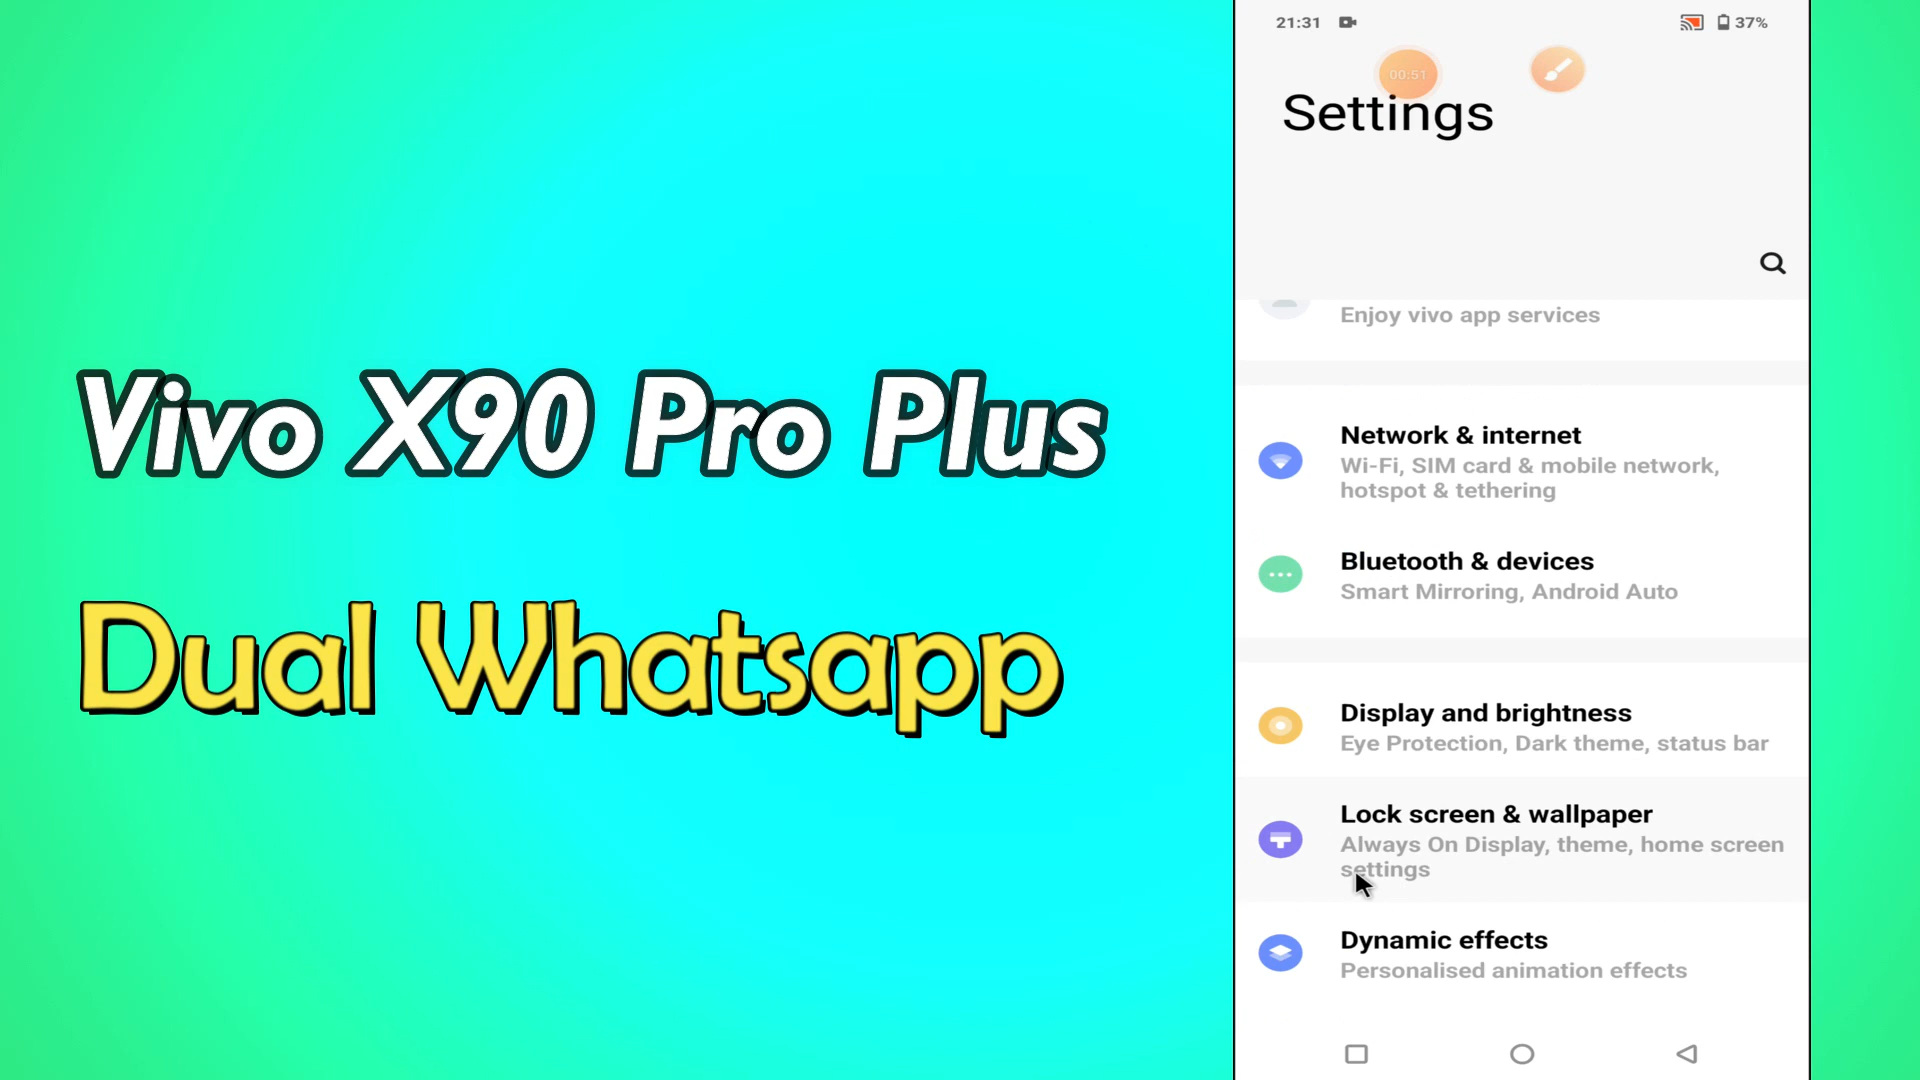 Vivo X90 Pro Plus
Dual Whatsapp
21:31
37%
00:51
Settings
Enjoy vivo app services
Network & internet
Wi-Fi, SIM card & mobile network,
hotspot & tethering
Bluetooth & devices
Smart Mirroring, Android Auto
Display and brightness
Eye Protection, Dark theme, status bar
Lock screen & wallpaper
Always On Display, theme, home screen
settings
Dynamic effects
Personalised animation effects